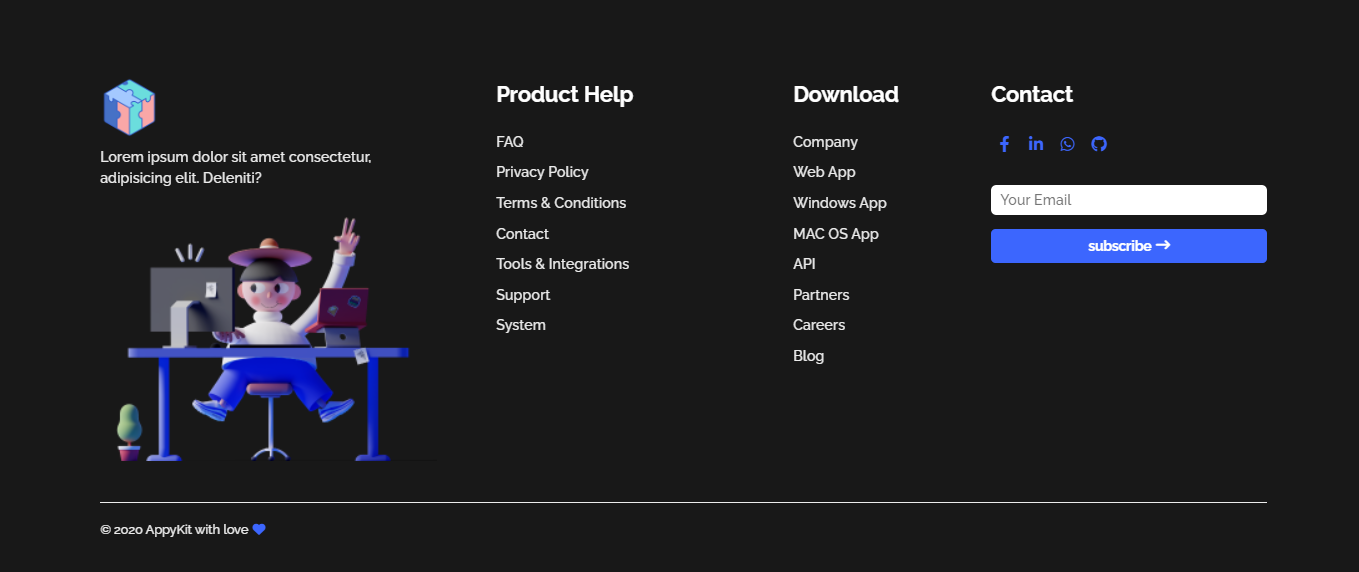 Lorem ipsum dolor sit amet consectetur,
adipisicing elit. Deleniti?
Product Help
FAQ
Privacy Policy
Terms & Conditions
Contact
Tools & Integrations
Support
System
Download
Company
Web App
Windows App
MAC OS App
API
Partners
Careers
Blog
Contact
Your Email
subscribe →
© 2020 AppyKit with love